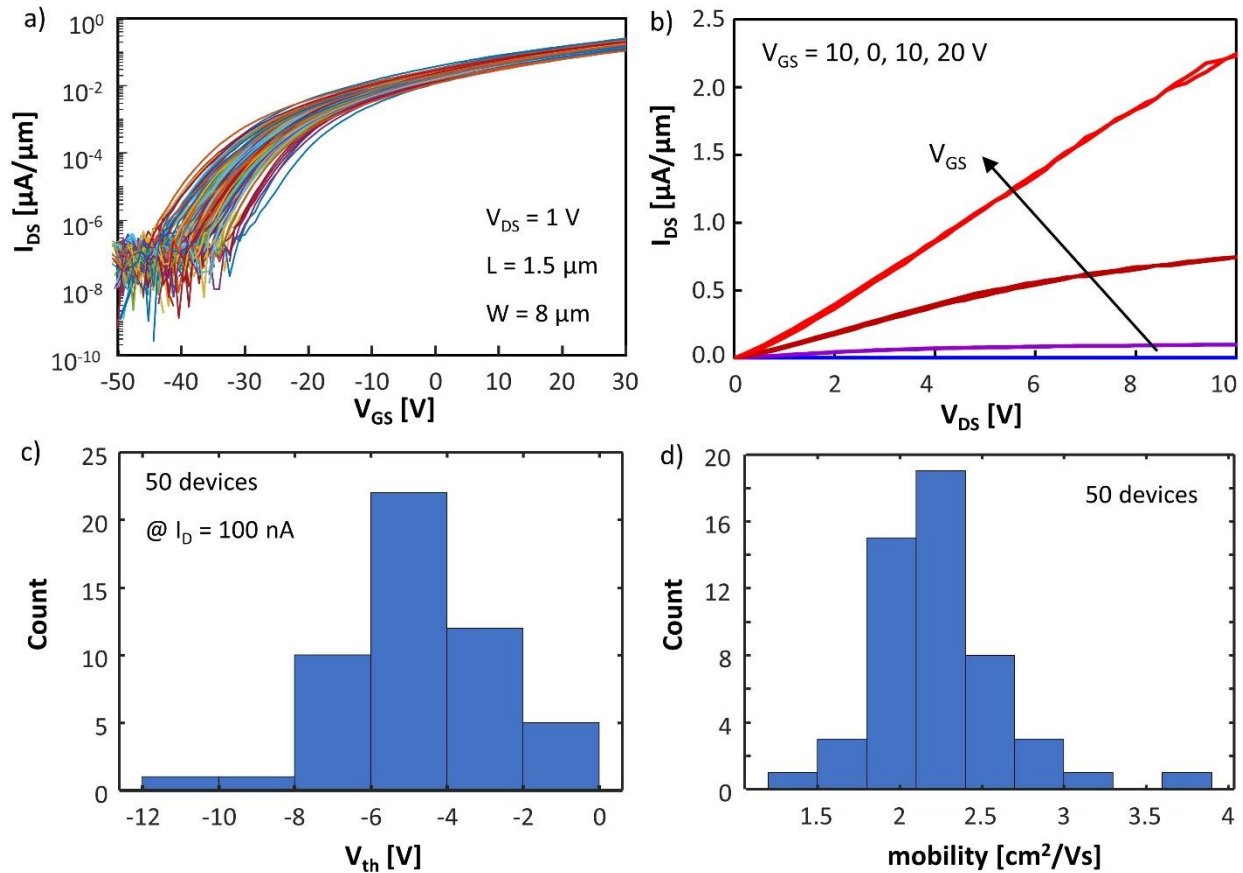 a)
10⁰
10⁻²
10⁻⁴
10⁻⁶
10⁻⁸
10⁻¹⁰
I_DS [µA/µm]
V_DS = 1 V
L = 1.5 µm
W = 8 µm
-50 -40 -30 -20 -10 0 10 20 30
V_GS [V]
b)
2.5
2.0
1.5
1.0
0.5
0.0
I_DS [µA/µm]
V_GS = 10, 0, 10, 20 V
V_GS
0 2 4 6 8 10
V_DS [V]
c)
25
20
15
10
5
0
Count
50 devices
@ I_D = 100 nA
-12 -10 -8 -6 -4 -2 0
V_th [V]
d)
20
18
12
9
6
3
0
Count
50 devices
1.5 2 2.5 3 3.5 4
mobility [cm²/Vs]